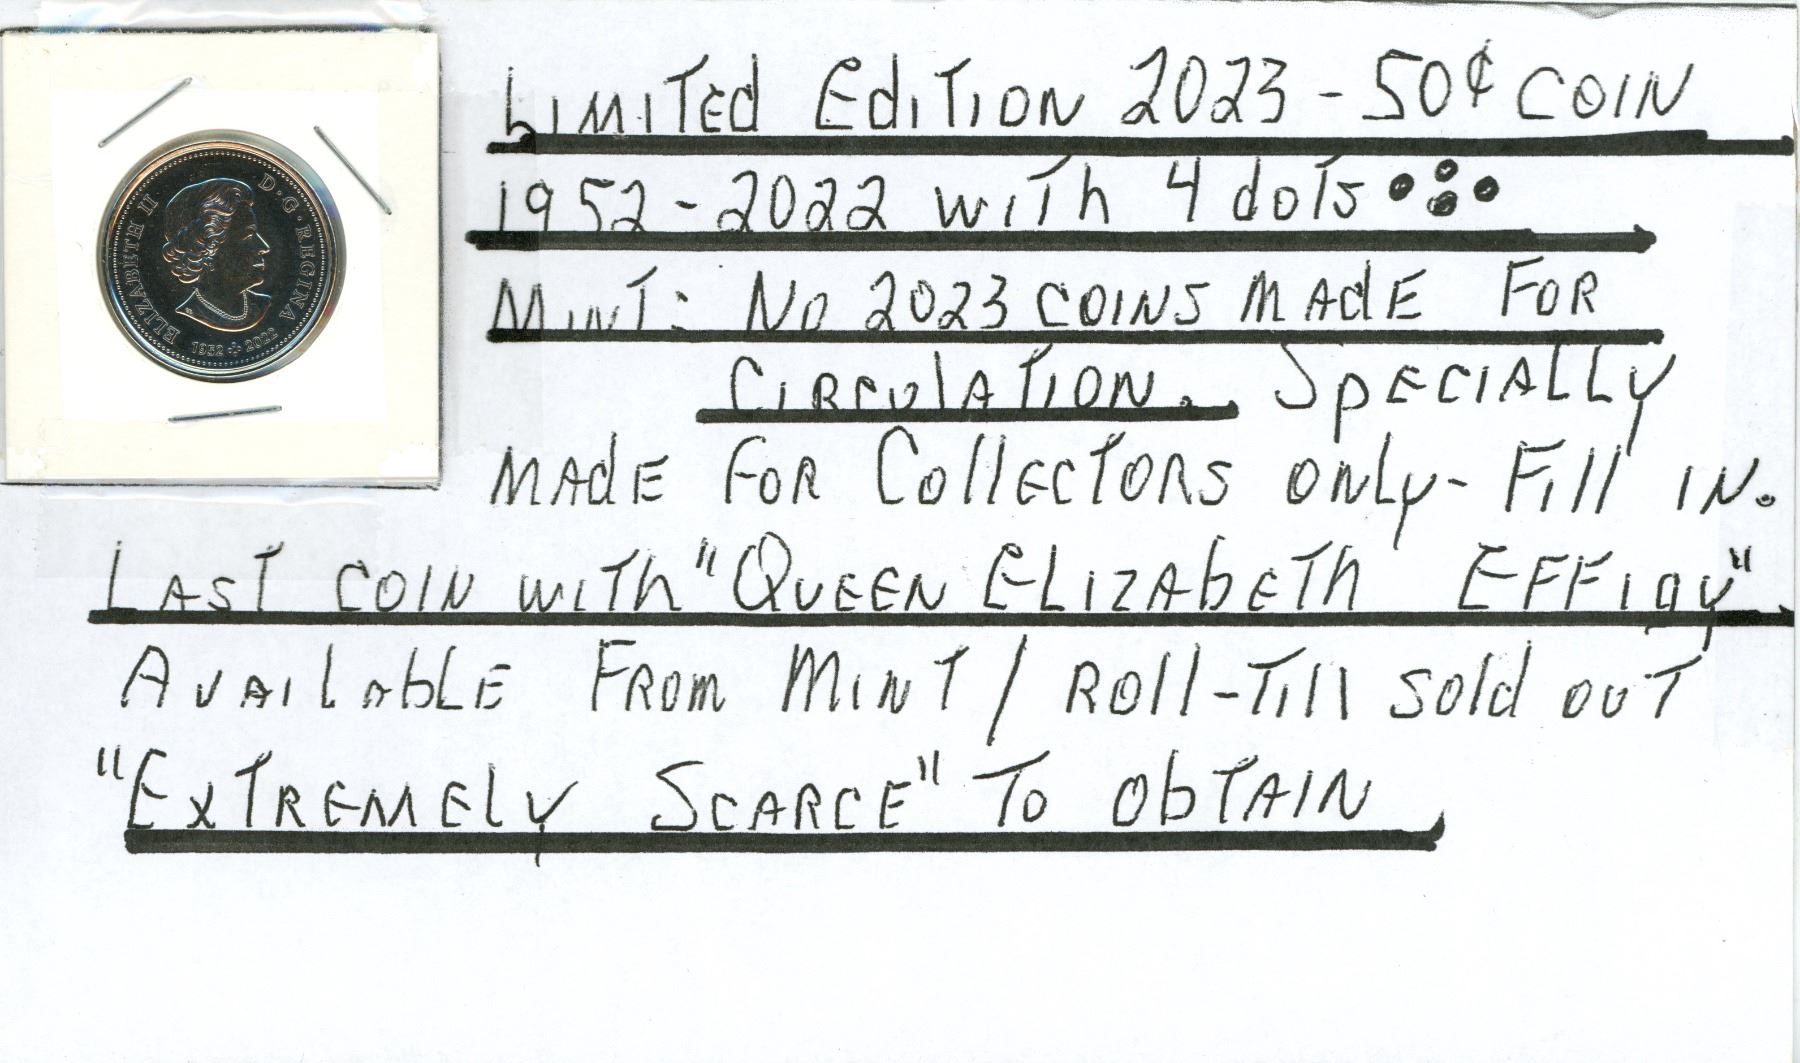 ELIZABETH II D·G·REGINA
1952 2022
LIMITEd EdITION 2023 - 50¢ COIN
1952-2022 wITh 4 doTs
MINT: No 2023 COINS MADE FOR
CIRCULATION. SPECIALLY
MADE FOR COllECTORS ONLY- Fill IN.
LAST COIN wITh "QUEEN ELIZAbETh EFFIgy"
AVAILAbLE FROM MINT / ROll-Till sold OUT
"EXTREMELY SCARCE" To ObTAIN